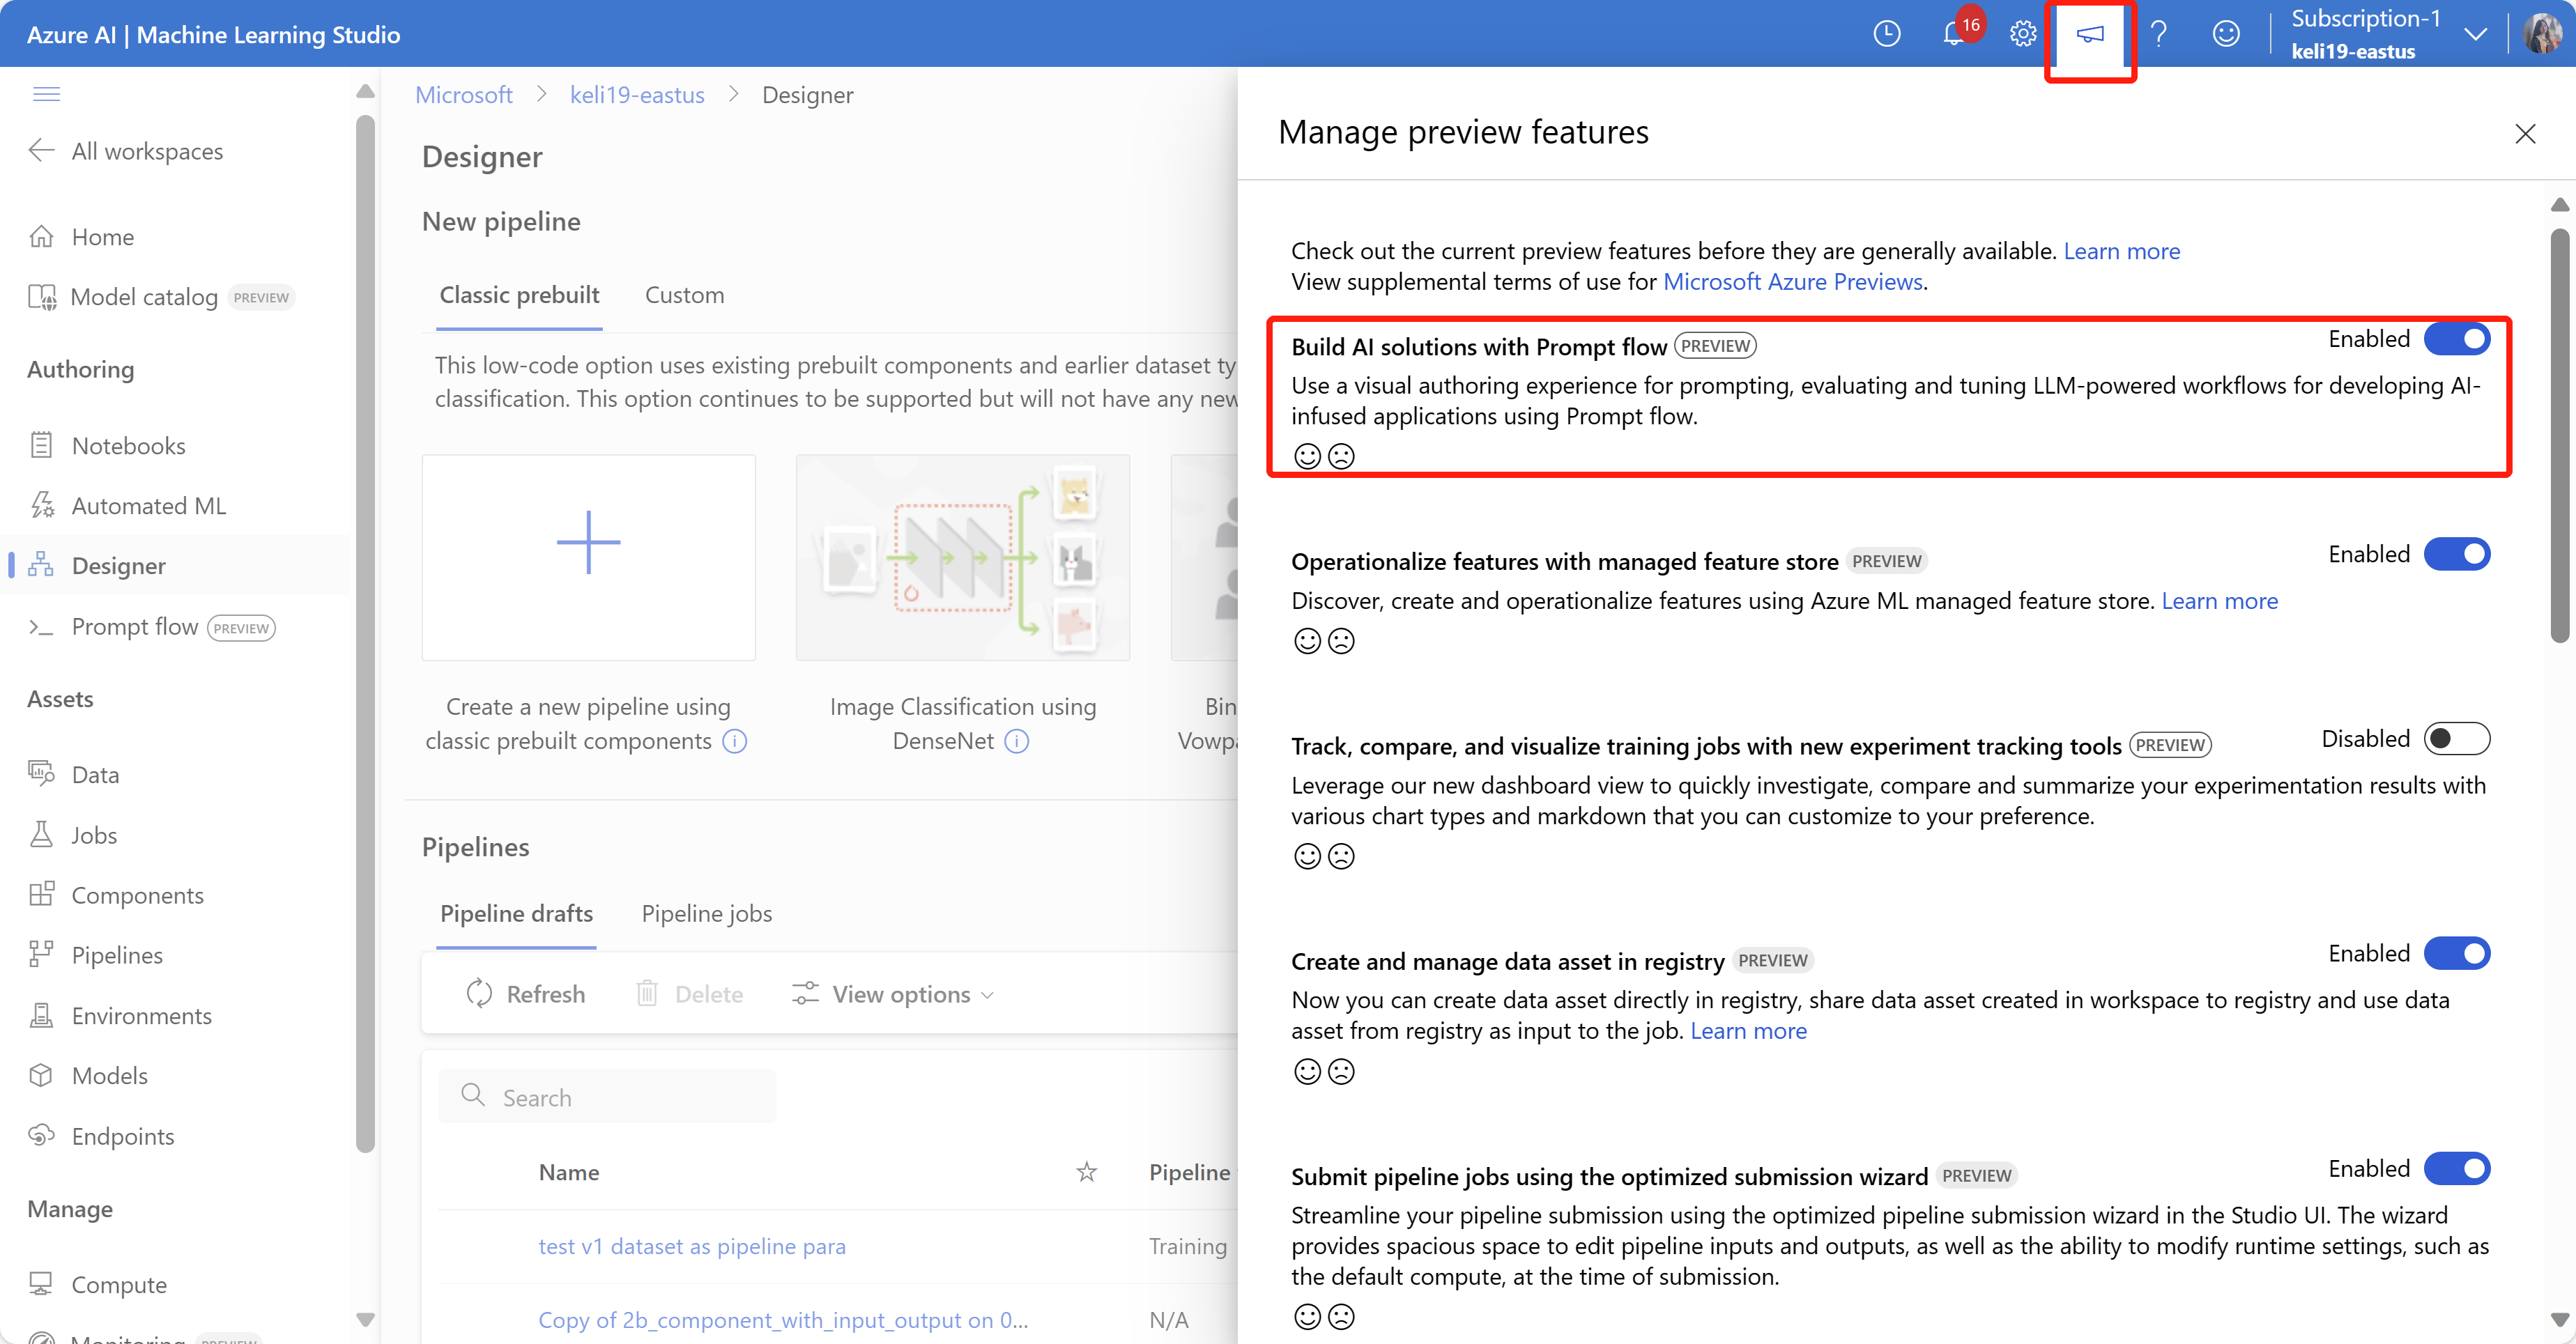 Azure AI | Machine Learning Studio
16
Subscription-1
keli19-eastus
All workspaces
Home
Model catalog PREVIEW
Authoring
Notebooks
Automated ML
Designer
Prompt flow PREVIEW
Assets
Data
Jobs
Components
Pipelines
Environments
Models
Endpoints
Manage
Compute
Monitoring PREVIEW
Microsoft > keli19-eastus > Designer
Designer
New pipeline
Classic prebuilt Custom
This low-code option uses existing prebuilt components and earlier dataset ty
classification. This option continues to be supported but will not have any new
Create a new pipeline using
classic prebuilt components
Image Classification using
DenseNet
Bin
Vowpa
Pipelines
Pipeline drafts Pipeline jobs
Refresh Delete View options
Search
Name Pipeline
test v1 dataset as pipeline para Training
Copy of 2b_component_with_input_output on 0... N/A
Manage preview features
Check out the current preview features before they are generally available. Learn more
View supplemental terms of use for Microsoft Azure Previews.
Build AI solutions with Prompt flow PREVIEW Enabled
Use a visual authoring experience for prompting, evaluating and tuning LLM-powered workflows for developing AI-
infused applications using Prompt flow.
Operationalize features with managed feature store PREVIEW Enabled
Discover, create and operationalize features using Azure ML managed feature store. Learn more
Track, compare, and visualize training jobs with new experiment tracking tools PREVIEW Disabled
Leverage our new dashboard view to quickly investigate, compare and summarize your experimentation results with
various chart types and markdown that you can customize to your preference.
Create and manage data asset in registry PREVIEW Enabled
Now you can create data asset directly in registry, share data asset created in workspace to registry and use data
asset from registry as input to the job. Learn more
Submit pipeline jobs using the optimized submission wizard PREVIEW Enabled
Streamline your pipeline submission using the optimized pipeline submission wizard in the Studio UI. The wizard
provides spacious space to edit pipeline inputs and outputs, as well as the ability to modify runtime settings, such as
the default compute, at the time of submission.